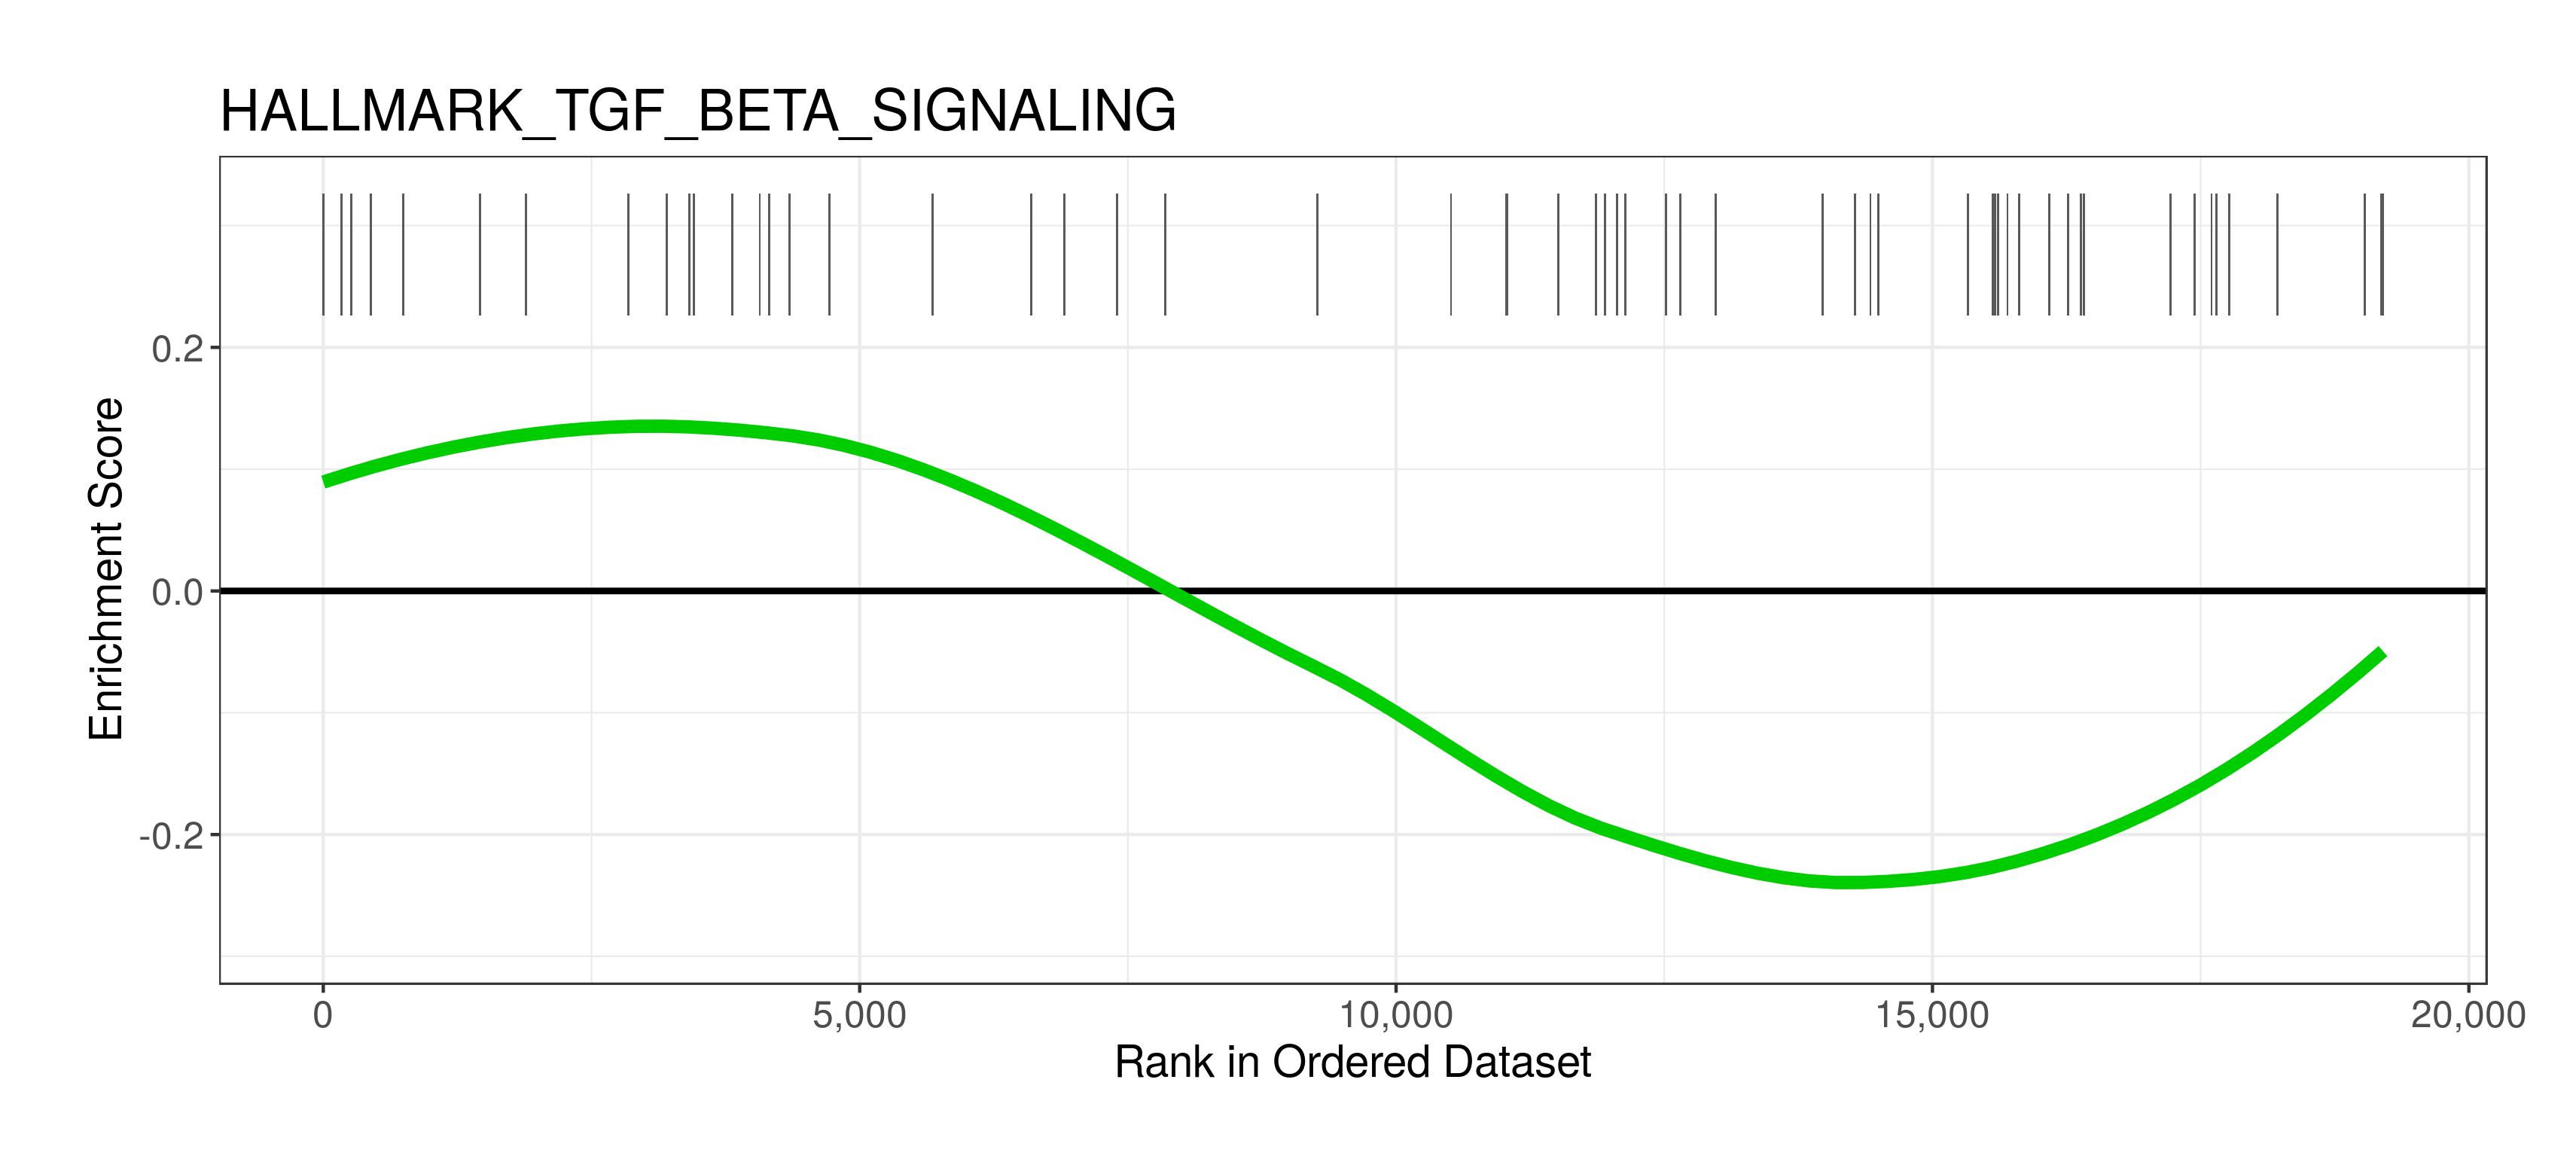 HALLMARK_TGF_BETA_SIGNALING
Enrichment Score
0.2
0.0
-0.2
0
5,000
10,000
15,000
20,000
Rank in Ordered Dataset